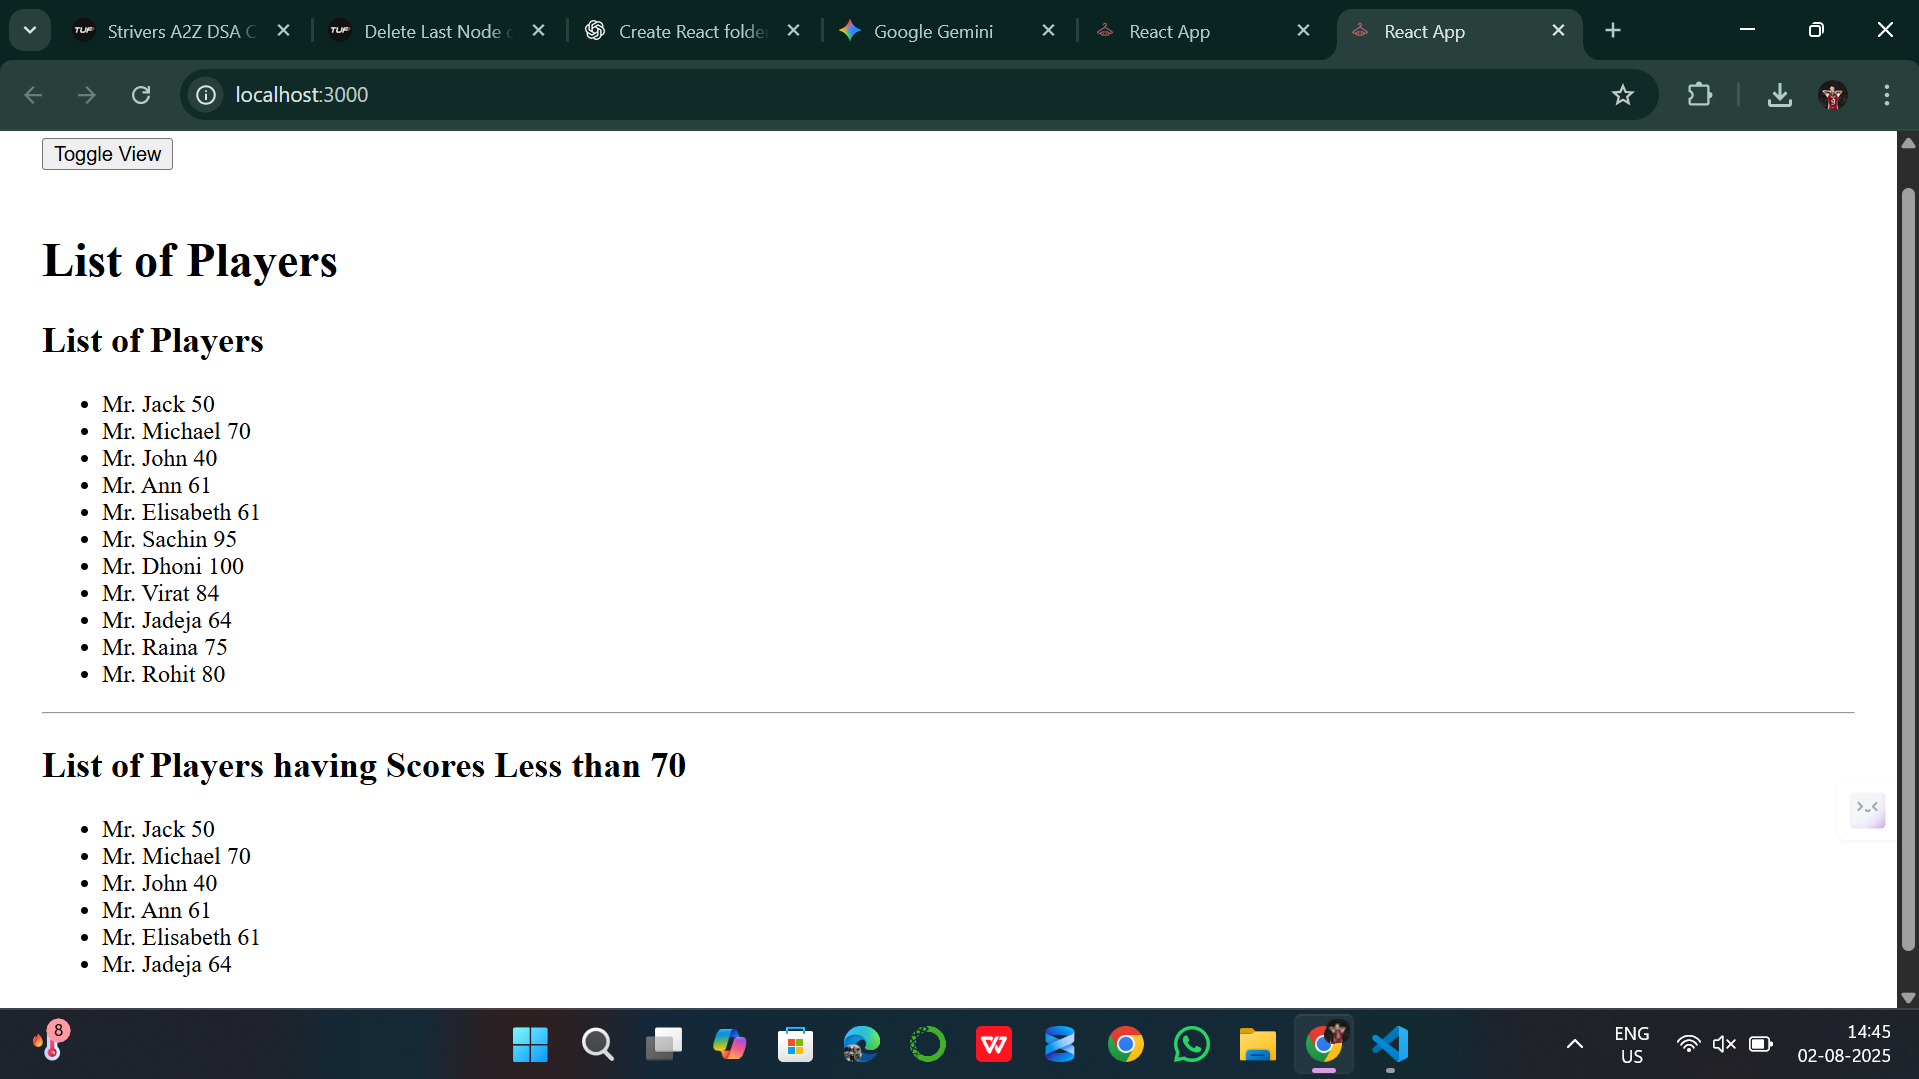 Strivers A2Z DSA C
Delete Last Node o
Create React folde
Google Gemini
React App
React App
localhost:3000
Toggle View
List of Players
List of Players
Mr. Jack 50
Mr. Michael 70
Mr. John 40
Mr. Ann 61
Mr. Elisabeth 61
Mr. Sachin 95
Mr. Dhoni 100
Mr. Virat 84
Mr. Jadeja 64
Mr. Raina 75
Mr. Rohit 80
List of Players having Scores Less than 70
Mr. Jack 50
Mr. Michael 70
Mr. John 40
Mr. Ann 61
Mr. Elisabeth 61
Mr. Jadeja 64
8
ENG
US
14:45
02-08-2025